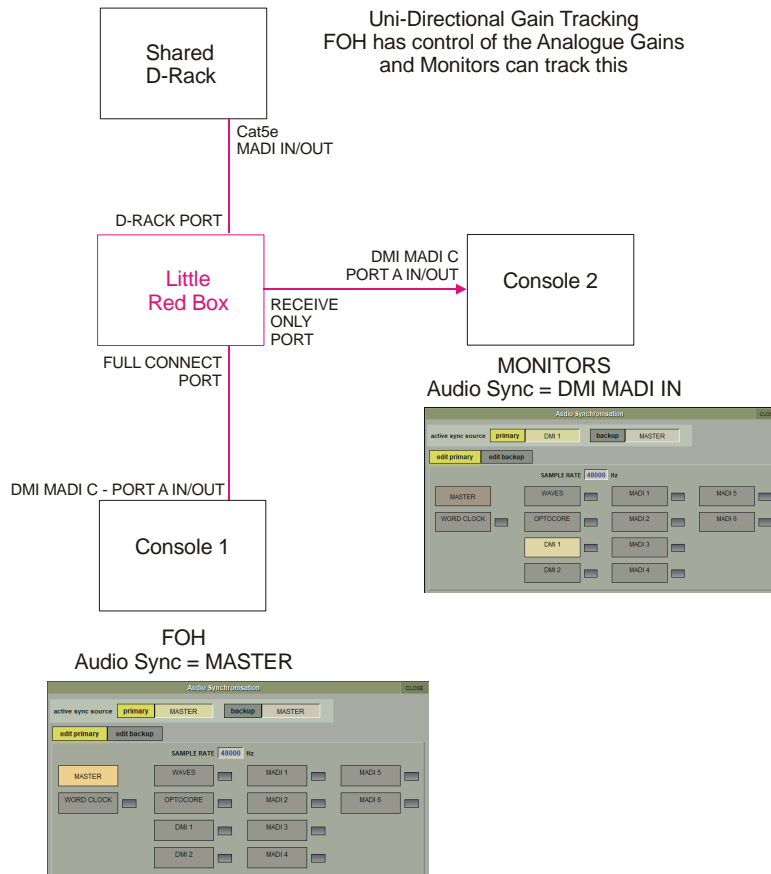 Uni-Directional Gain Tracking
FOH has control of the Analogue Gains
and Monitors can track this
Shared
D-Rack
Cat5e
MADI IN/OUT
D-RACK PORT
Little
Red Box
DMI MADI C
PORT A IN/OUT
Console 2
RECEIVE
ONLY
PORT
FULL CONNECT
PORT
MONITORS
Audio Sync = DMI MADI IN
Audio Synchronisation CLO
active sync source primary DMI 1 backup MASTER
edit primary edit backup
SAMPLE RATE 48000 Hz
MASTER WAVES MADI 1 MADI 5
WORD CLOCK OPTOCORE MADI 2 MADI 6
DMI 1 MADI 3
DMI 2 MADI 4
DMI MADI C - PORT A IN/OUT
Console 1
FOH
Audio Sync = MASTER
Audio Synchronisation CLOSE
active sync source primary MASTER backup MASTER
edit primary edit backup
SAMPLE RATE 48000 Hz
MASTER WAVES MADI 1 MADI 5
WORD CLOCK OPTOCORE MADI 2 MADI 6
DMI 1 MADI 3
DMI 2 MADI 4